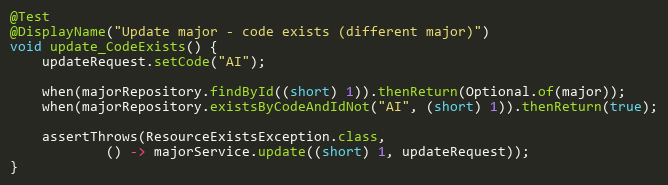 @Test
@DisplayName("Update major - code exists (different major)")
void update_CodeExists() {
    updateRequest.setCode("AI");

    when(majorRepository.findById((short) 1)).thenReturn(Optional.of(major));
    when(majorRepository.existsByCodeAndIdNot("AI", (short) 1)).thenReturn(true);

    assertThrows(ResourceExistsException.class,
            () -> majorService.update((short) 1, updateRequest));
}